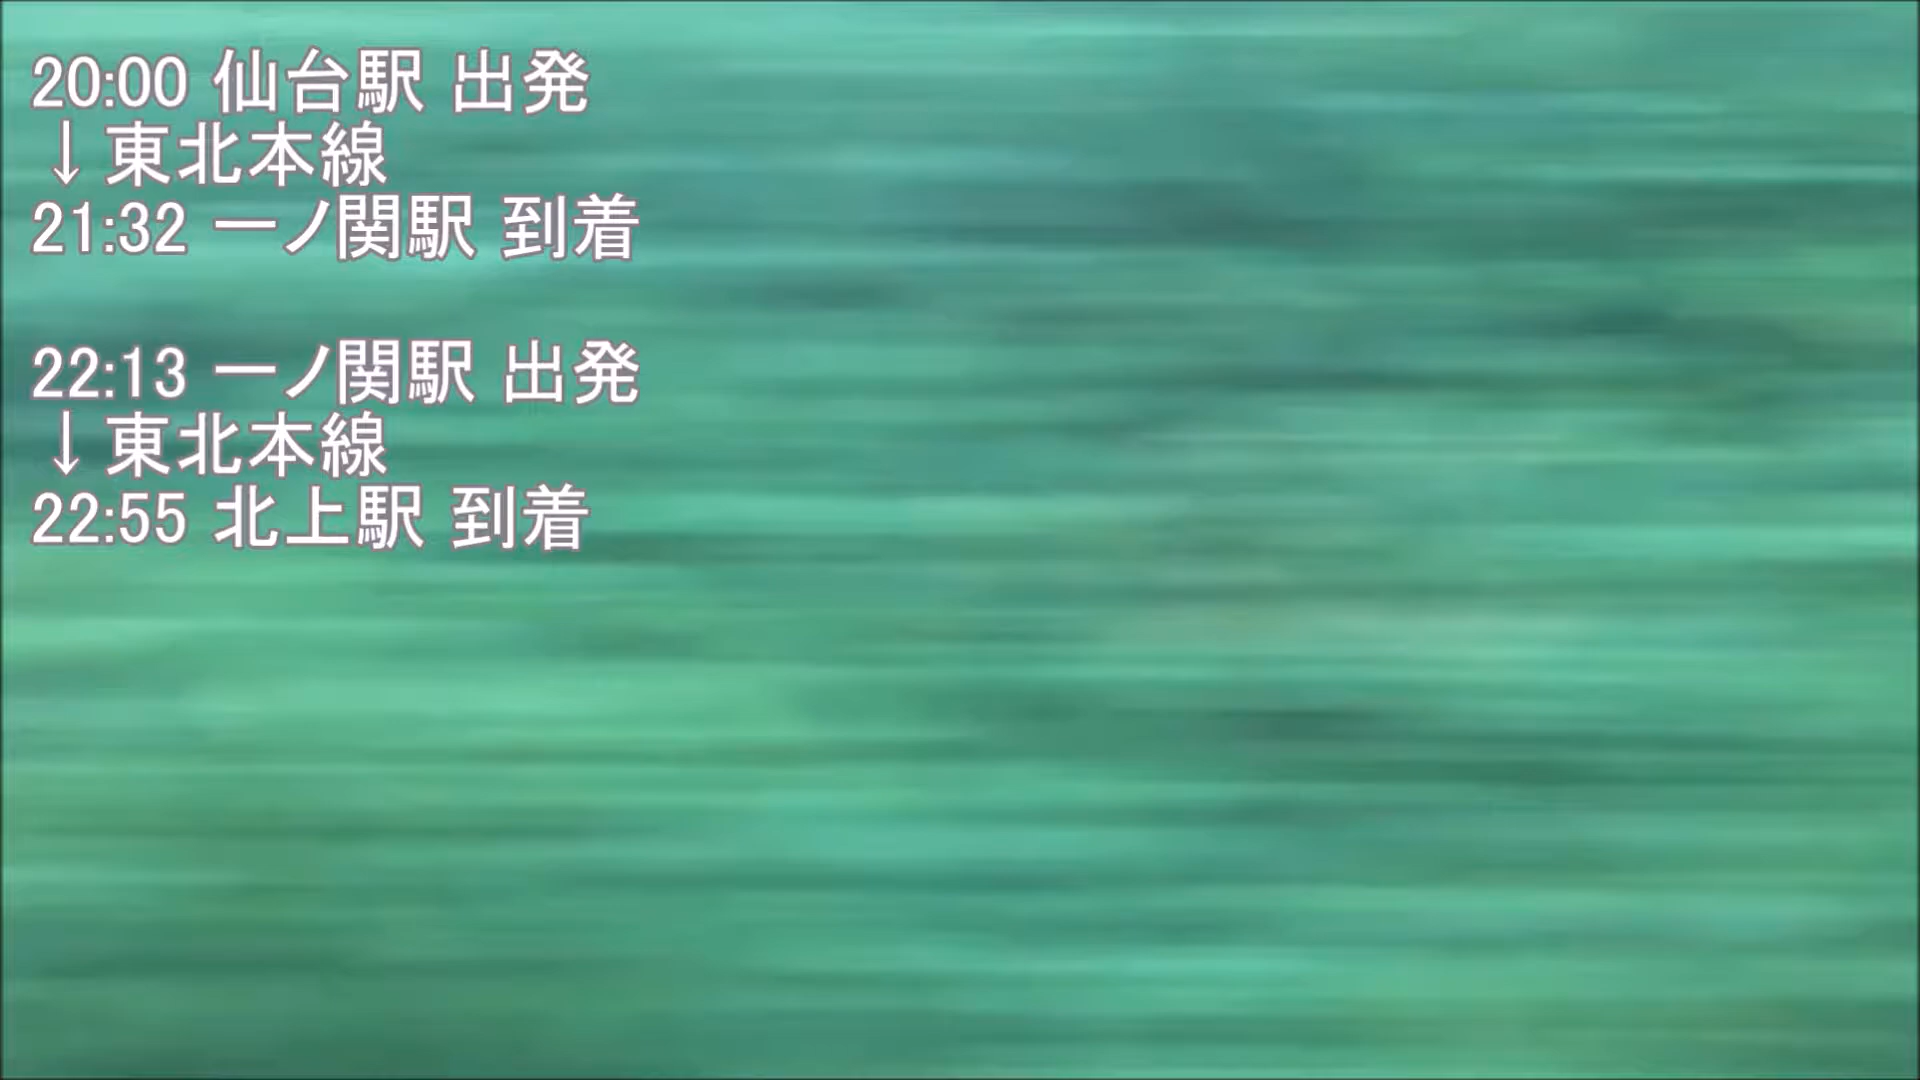 20:00 仙台駅 出発
↓東北本線
21:32 一ノ関駅 到着
22:13 一ノ関駅 出発
↓東北本線
22:55 北上駅 到着